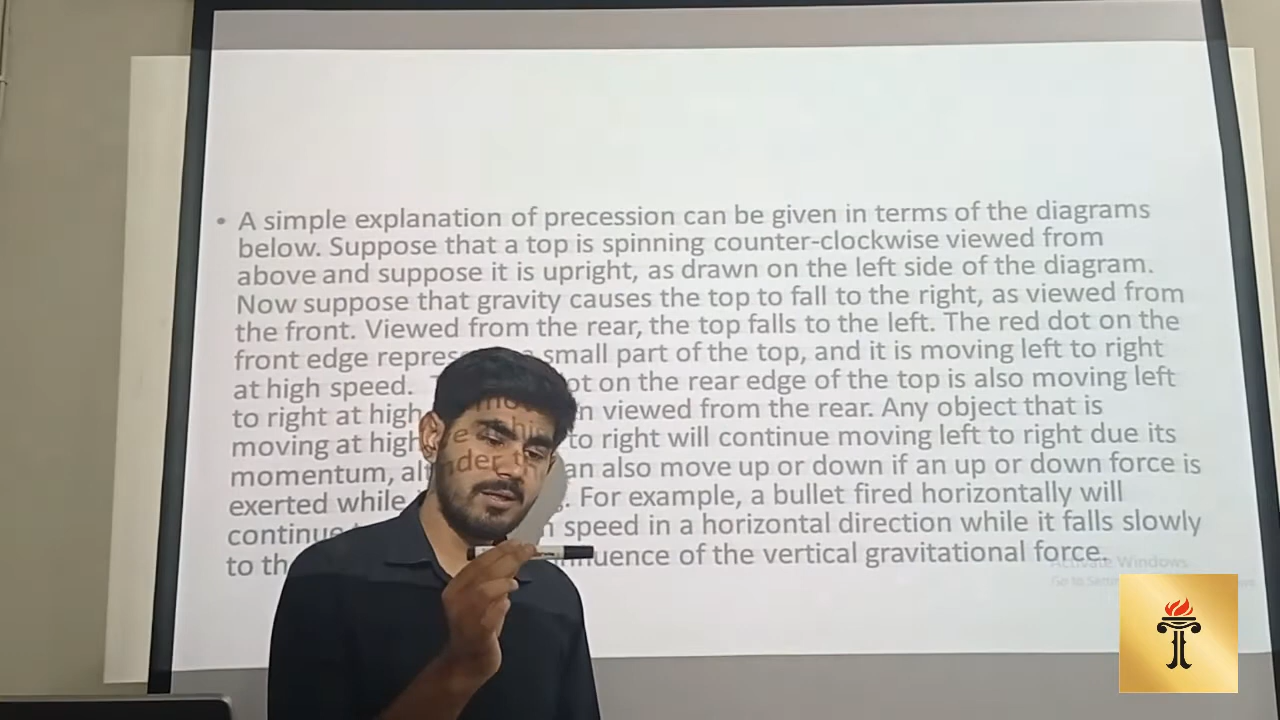 • A simple explanation of precession can be given in terms of the diagrams
below. Suppose that a top is spinning counter-clockwise viewed from
above and suppose it is upright, as drawn on the left side of the diagram.
Now suppose that gravity causes the top to fall to the right, as viewed from
the front. Viewed from the rear, the top falls to the left. The red dot on the
front edge small part of the top, and it is moving left to right
at high speed. on the rear edge of the top is also moving left
to right at high viewed from the rear. Any object that is
moving at high to right will continue moving left to right due its
momentum, also move up or down if an up or down force is
exerted while For example, a bullet fired horizontally will
speed in a horizontal direction while it falls slowly
to of the vertical gravitational force.
Activate Windows
Go to